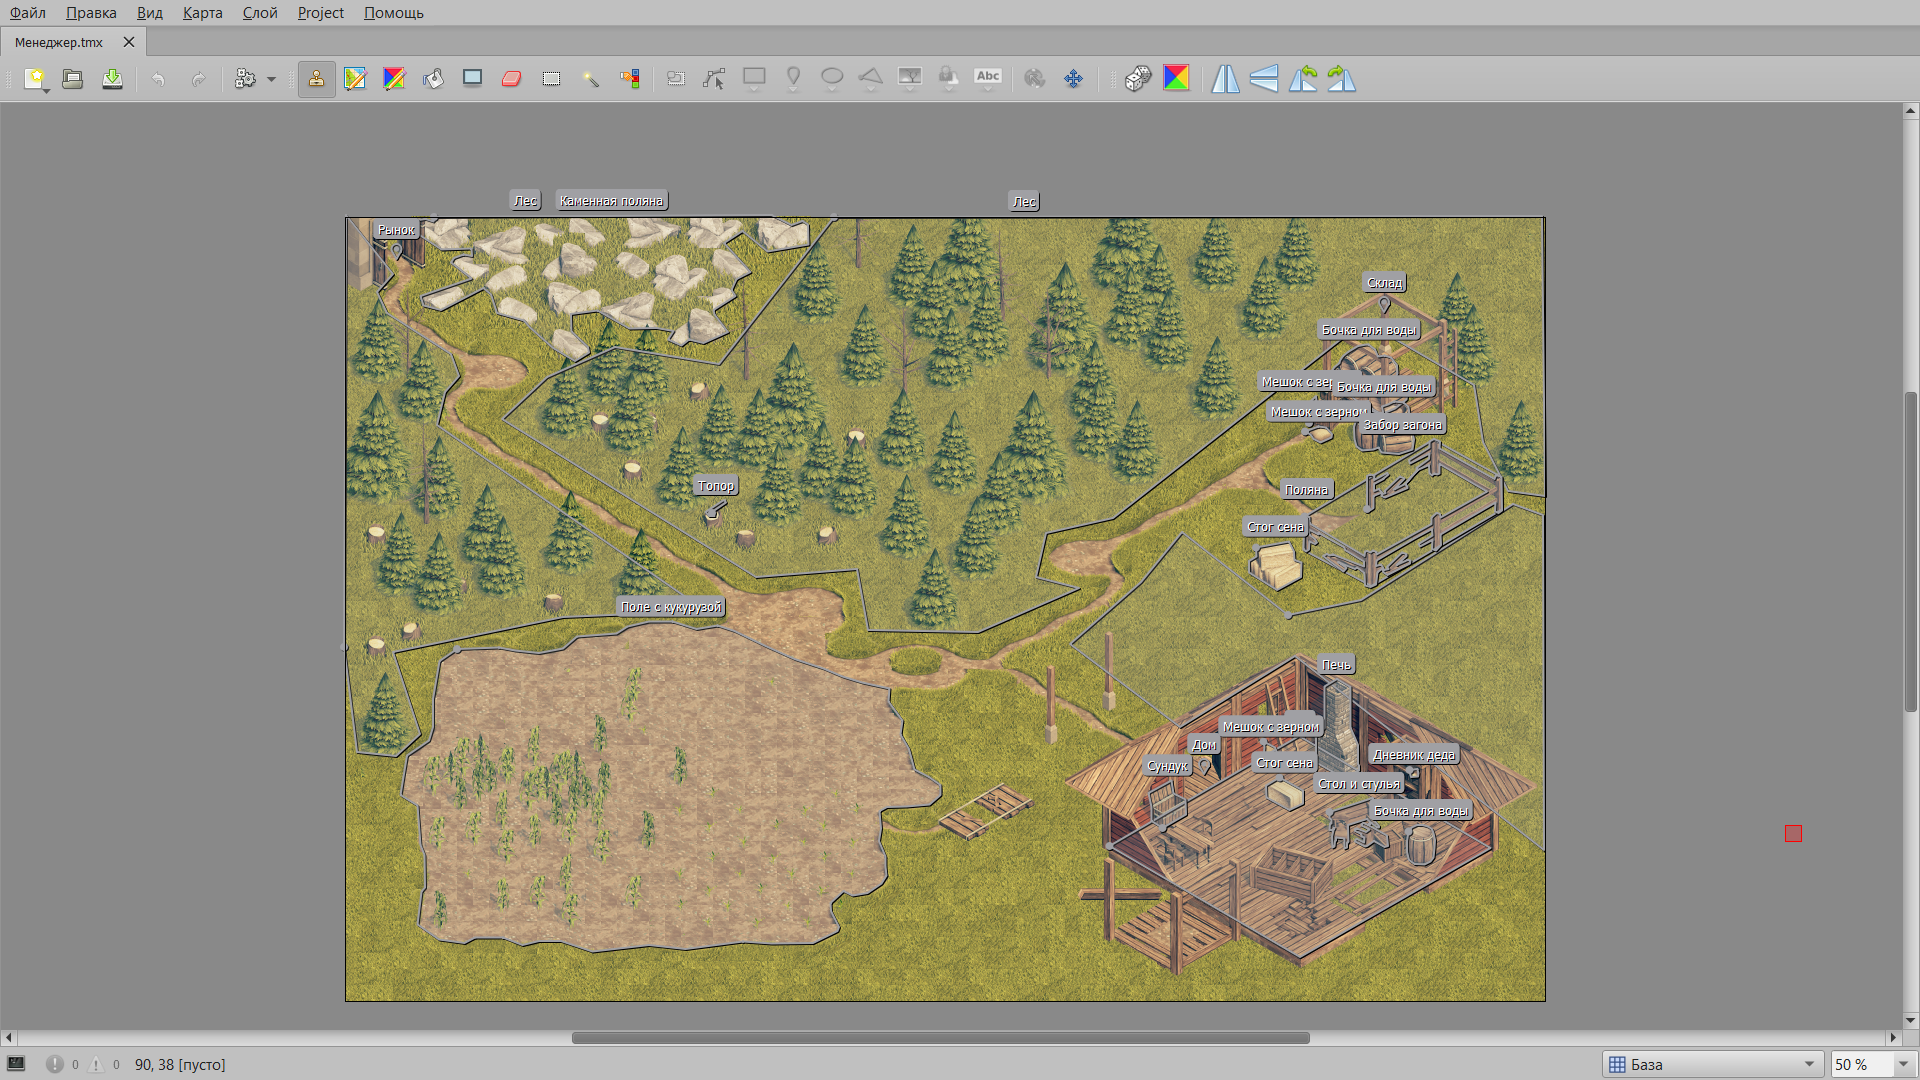 Файл Правка Вид Карта Слой Project Помощь
Менеджер.tmx
Abc
Лес
Каменная поляна
Лес
Рынок
Склад
Бочка для воды
Мешок с зер
Бочка для воды
Мешок с зерном
Забор загона
Топор
Поляна
Стог сена
Поле с кукурузой
Печь
Мешок с зерном
Дом
Дневник деда
Сундук
Стог сена
Стол и стулья
Бочка для воды
0 0 90, 38 [пусто]
База
50 %